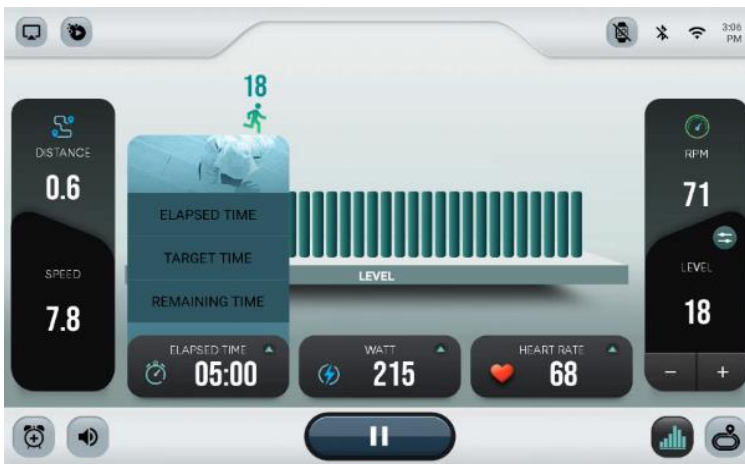 3:06
PM
18
DISTANCE
0.6
SPEED
7.8
ELAPSED TIME
TARGET TIME
REMAINING TIME
LEVEL
RPM
71
LEVEL
18
− +
ELAPSED TIME
05:00
WATT
215
HEART RATE
68